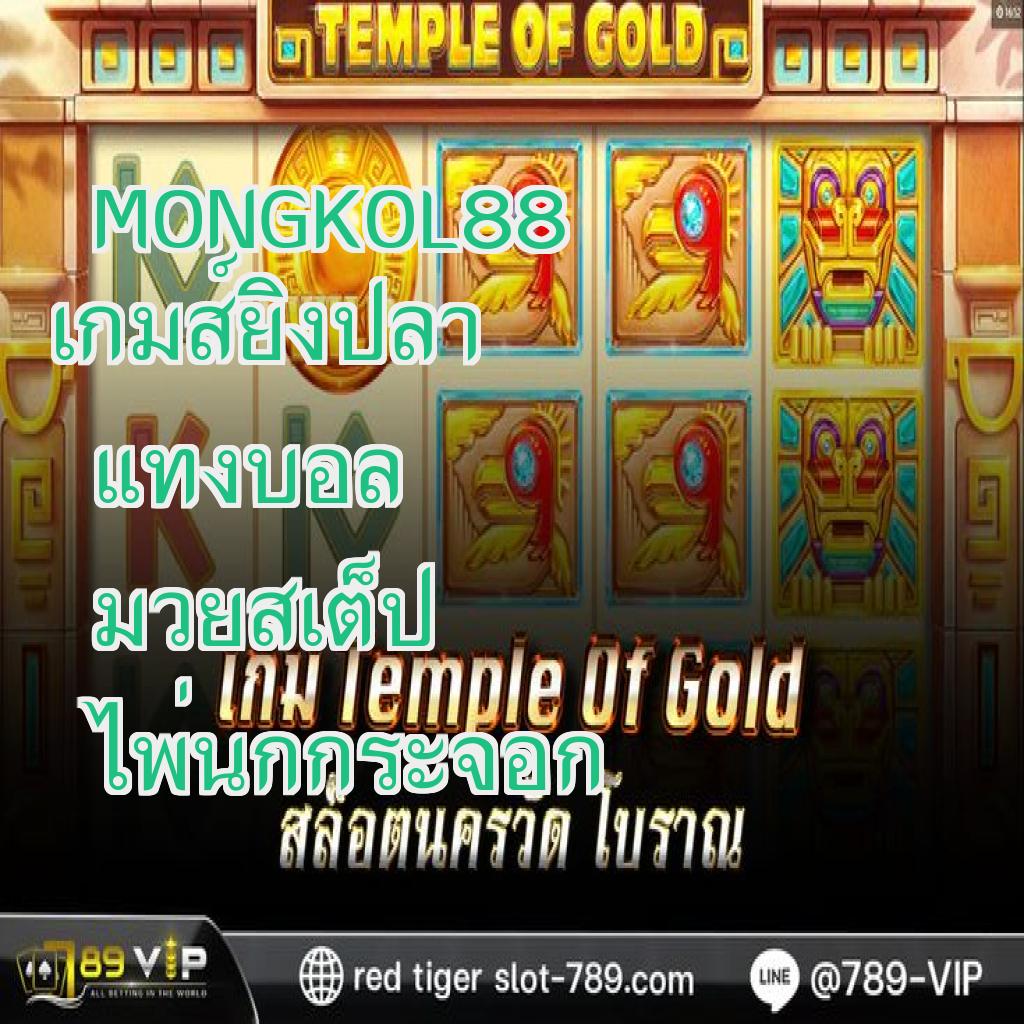 TEMPLE OF GOLD
MONGKOL88
เกมส์ยิงปลา
แทงบอล
มวยสเต็ป
เกม Temple Of Gold
ไพ่นกกระจอก
สล็อตนครวัด โบราณ
789 VIP
ALL BETTING IN THE WORLD
red tiger slot-789.com
LINE
@789-VIP